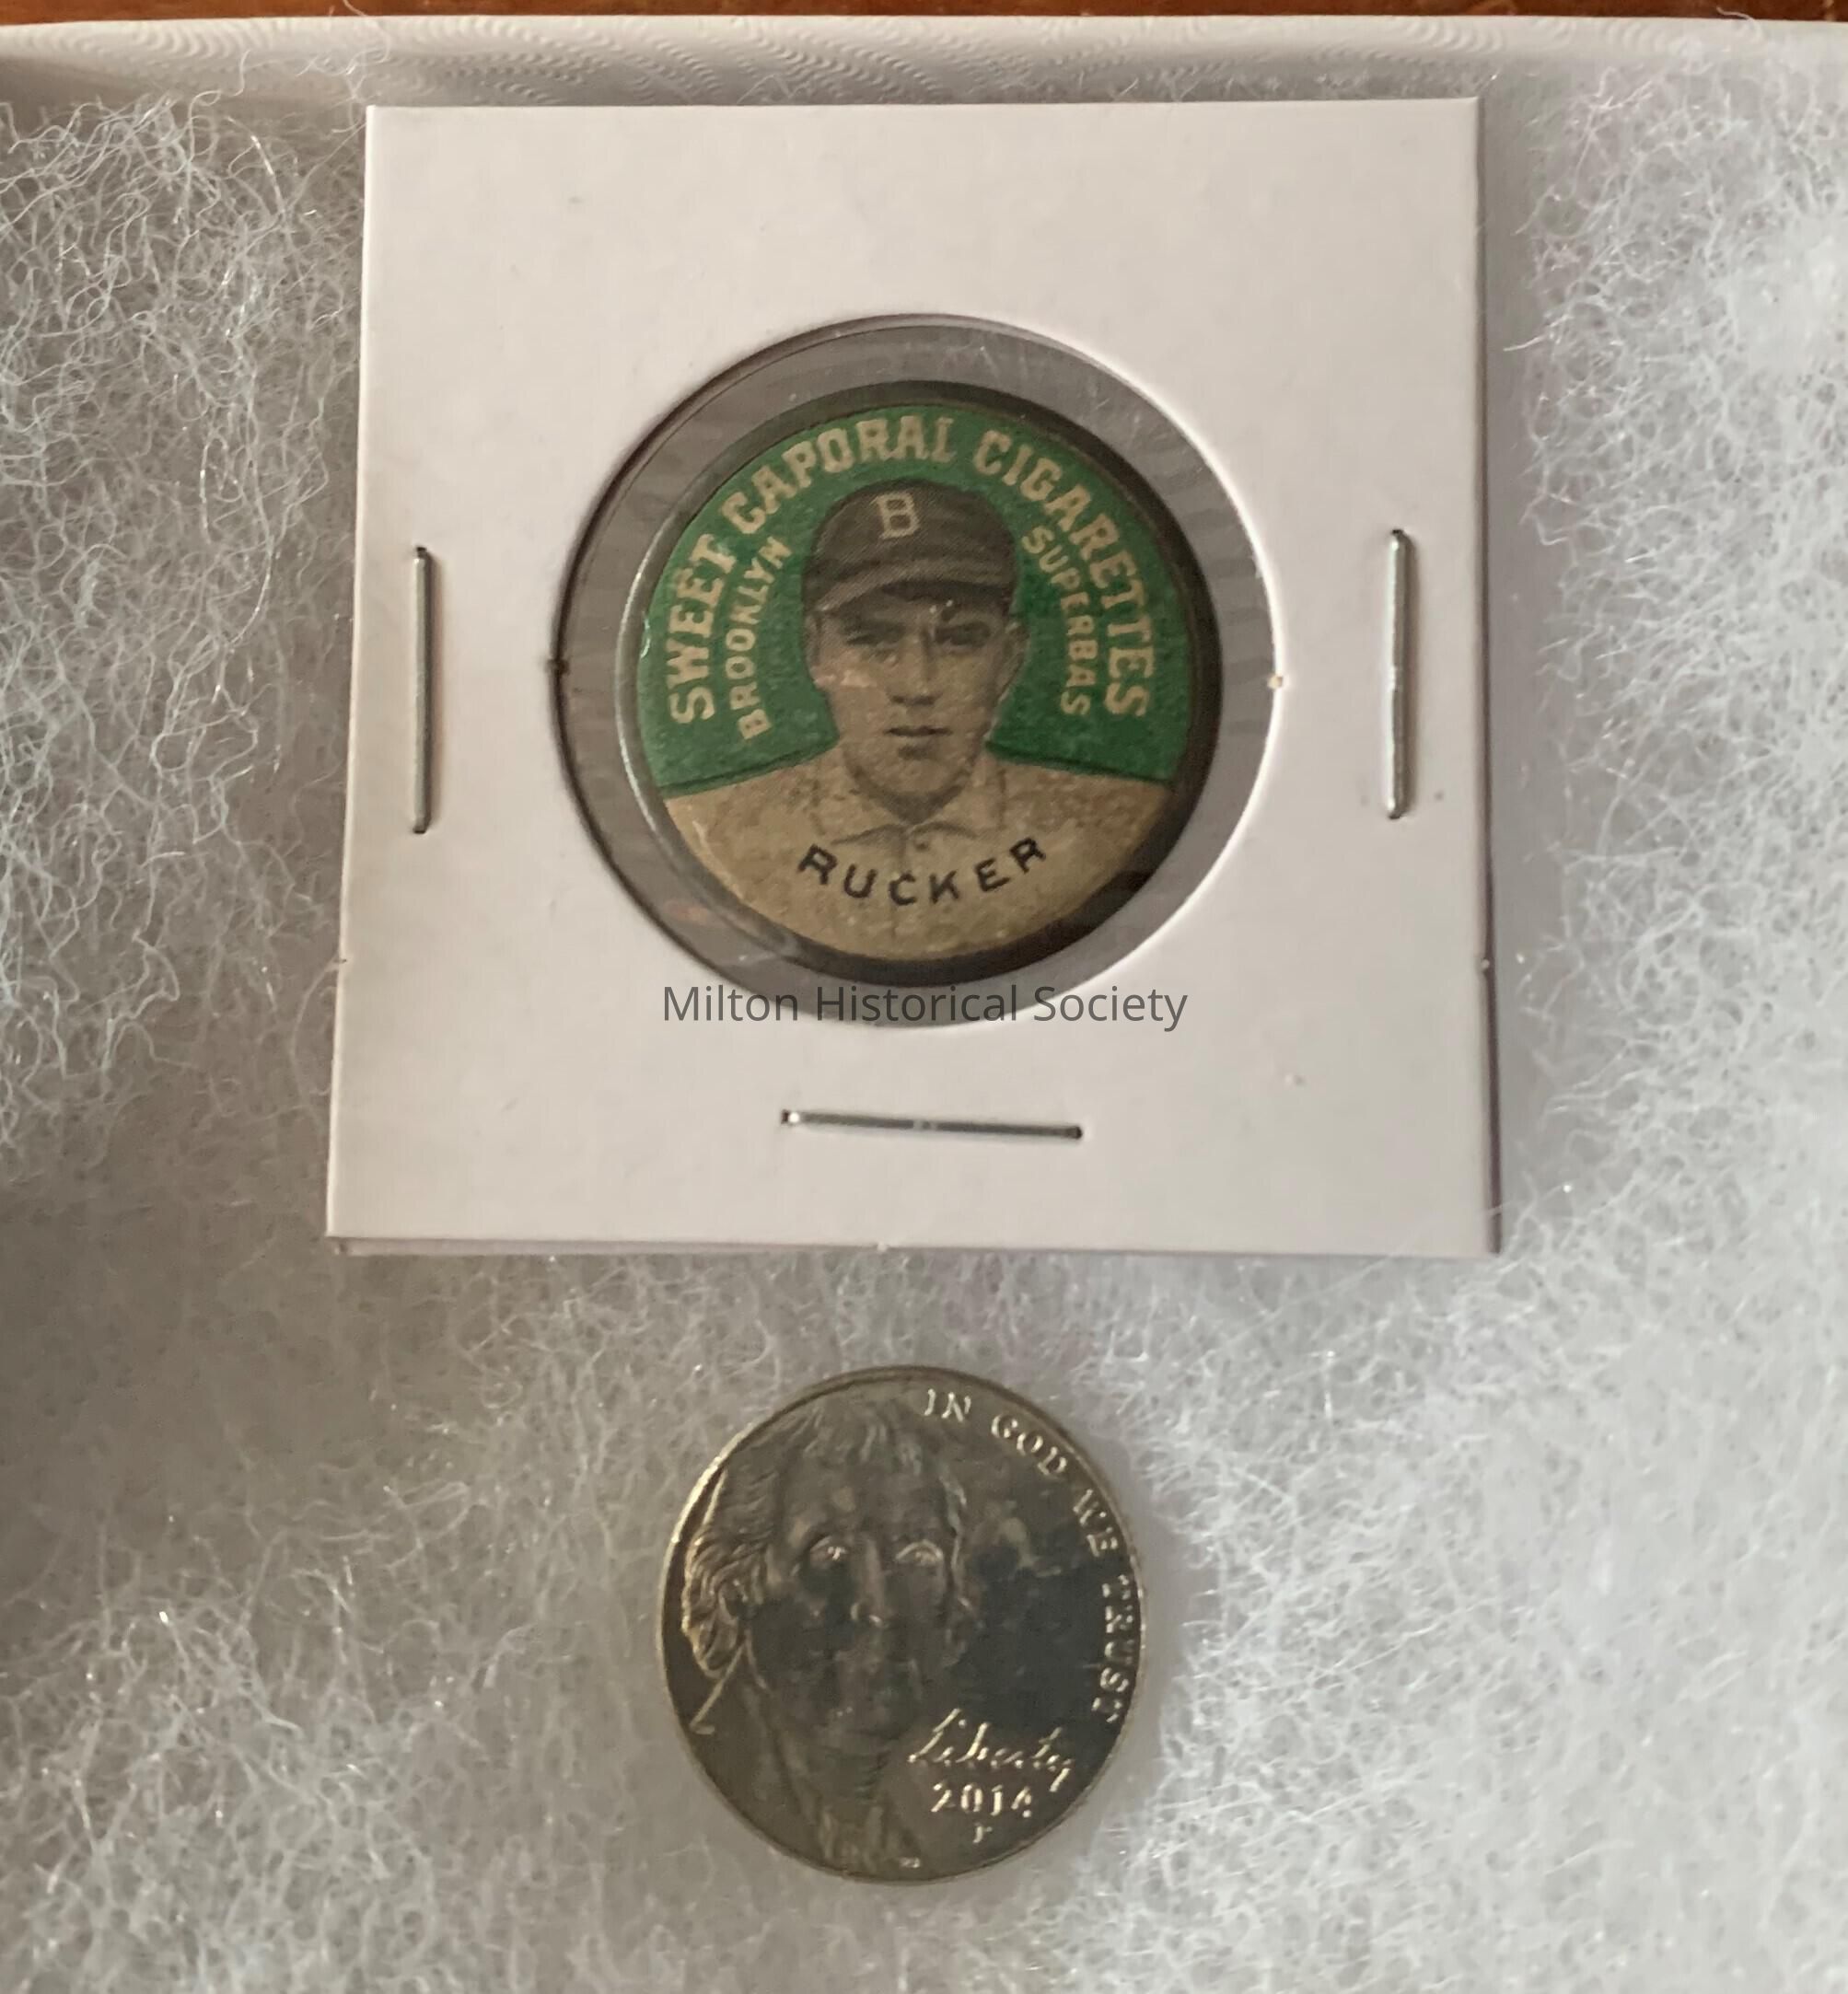 SWEET CAPORAL CIGARETTES
BROOKLYN
SUPERBAS
B
RUCKER
Milton Historical Society
IN GOD WE TRUST
Liberty
2014
P